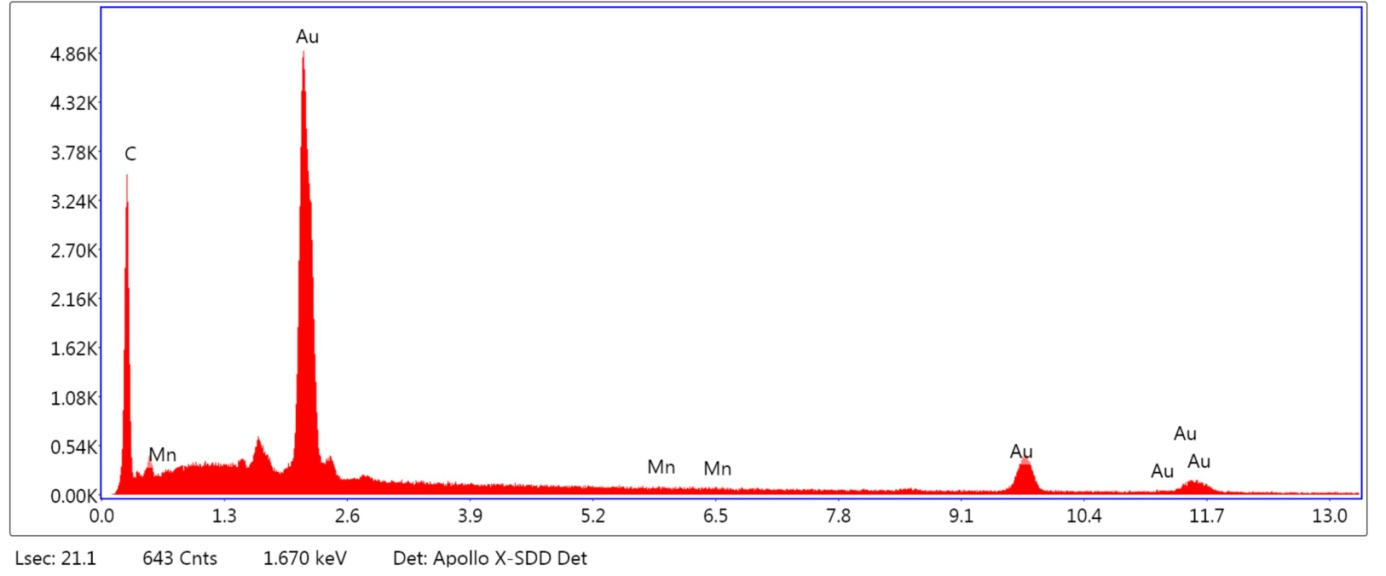 Au
4.86K
4.32K
3.78K
C
3.24K
2.70K
2.16K
1.62K
1.08K
Au
0.54K
Mn
Au
Mn
Mn
Au
Au
0.00K
0.0 1.3 2.6 3.9 5.2 6.5 7.8 9.1 10.4 11.7 13.0
Lsec: 21.1 643 Cnts 1.670 keV Det: Apollo X-SDD Det